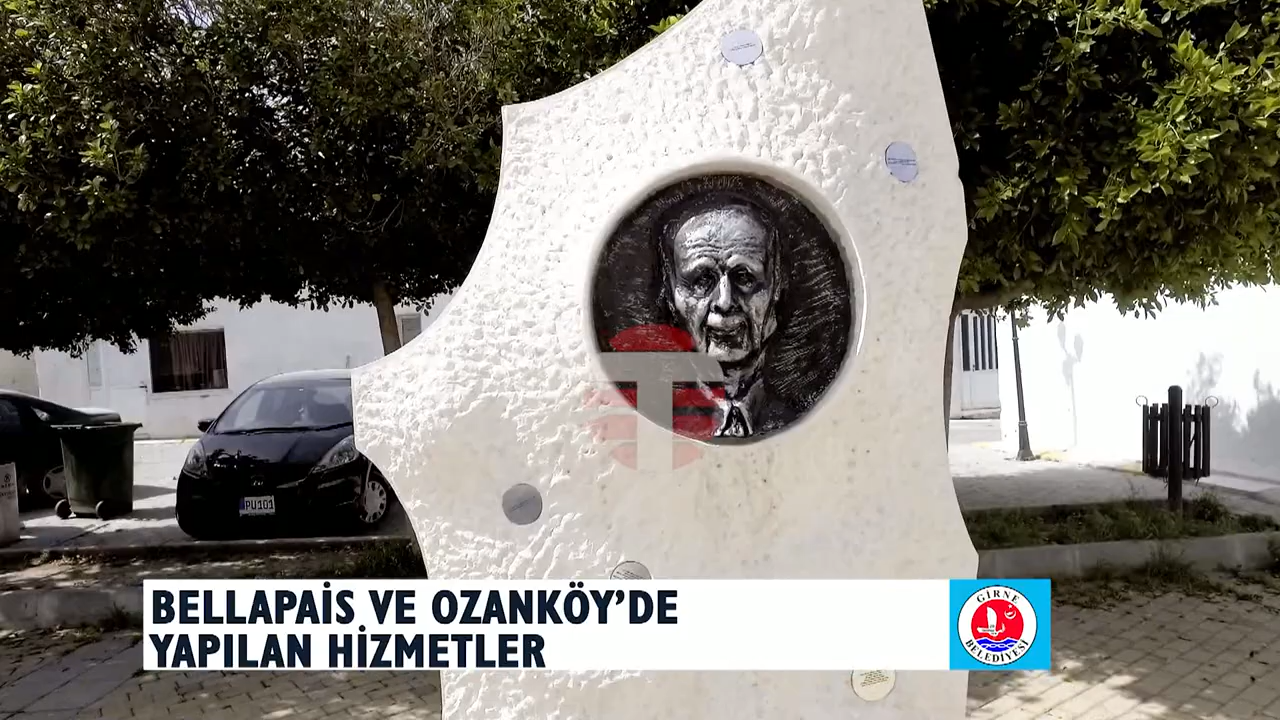 PU101
BELLAPAİS VE OZANKÖY’DE
YAPILAN HİZMETLER
GİRNE
BELEDİYESİ